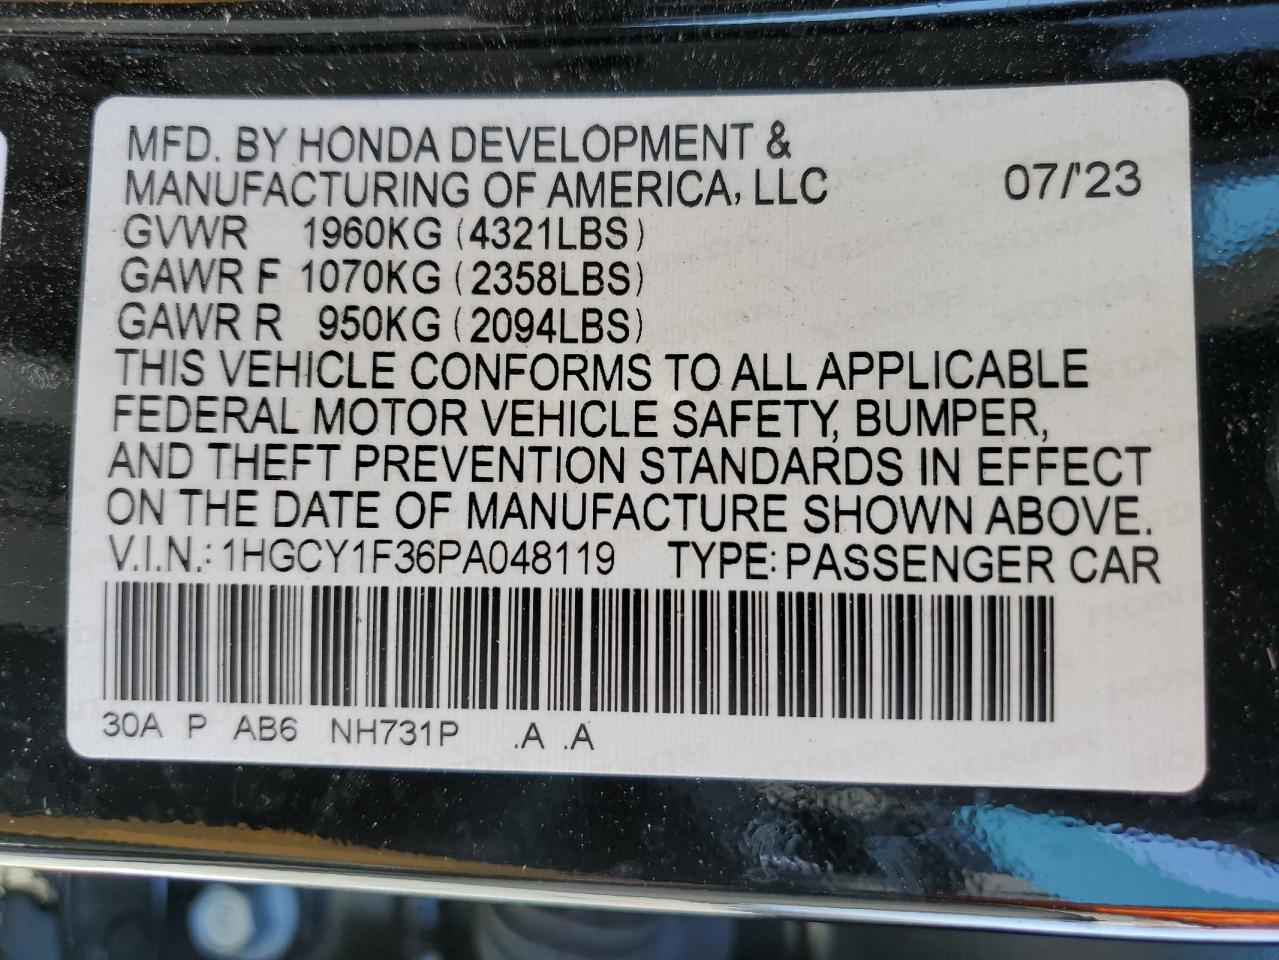 MFD. BY HONDA DEVELOPMENT &
MANUFACTURING OF AMERICA, LLC 07/'23
GVWR 1960KG (4321LBS)
GAWR F 1070KG (2358LBS)
GAWR R 950KG (2094LBS)
THIS VEHICLE CONFORMS TO ALL APPLICABLE
FEDERAL MOTOR VEHICLE SAFETY, BUMPER,
AND THEFT PREVENTION STANDARDS IN EFFECT
ON THE DATE OF MANUFACTURE SHOWN ABOVE.
V.I.N.: 1HGCY1F36PA048119 TYPE: PASSENGER CAR
30A P AB6 NH731P .A .A